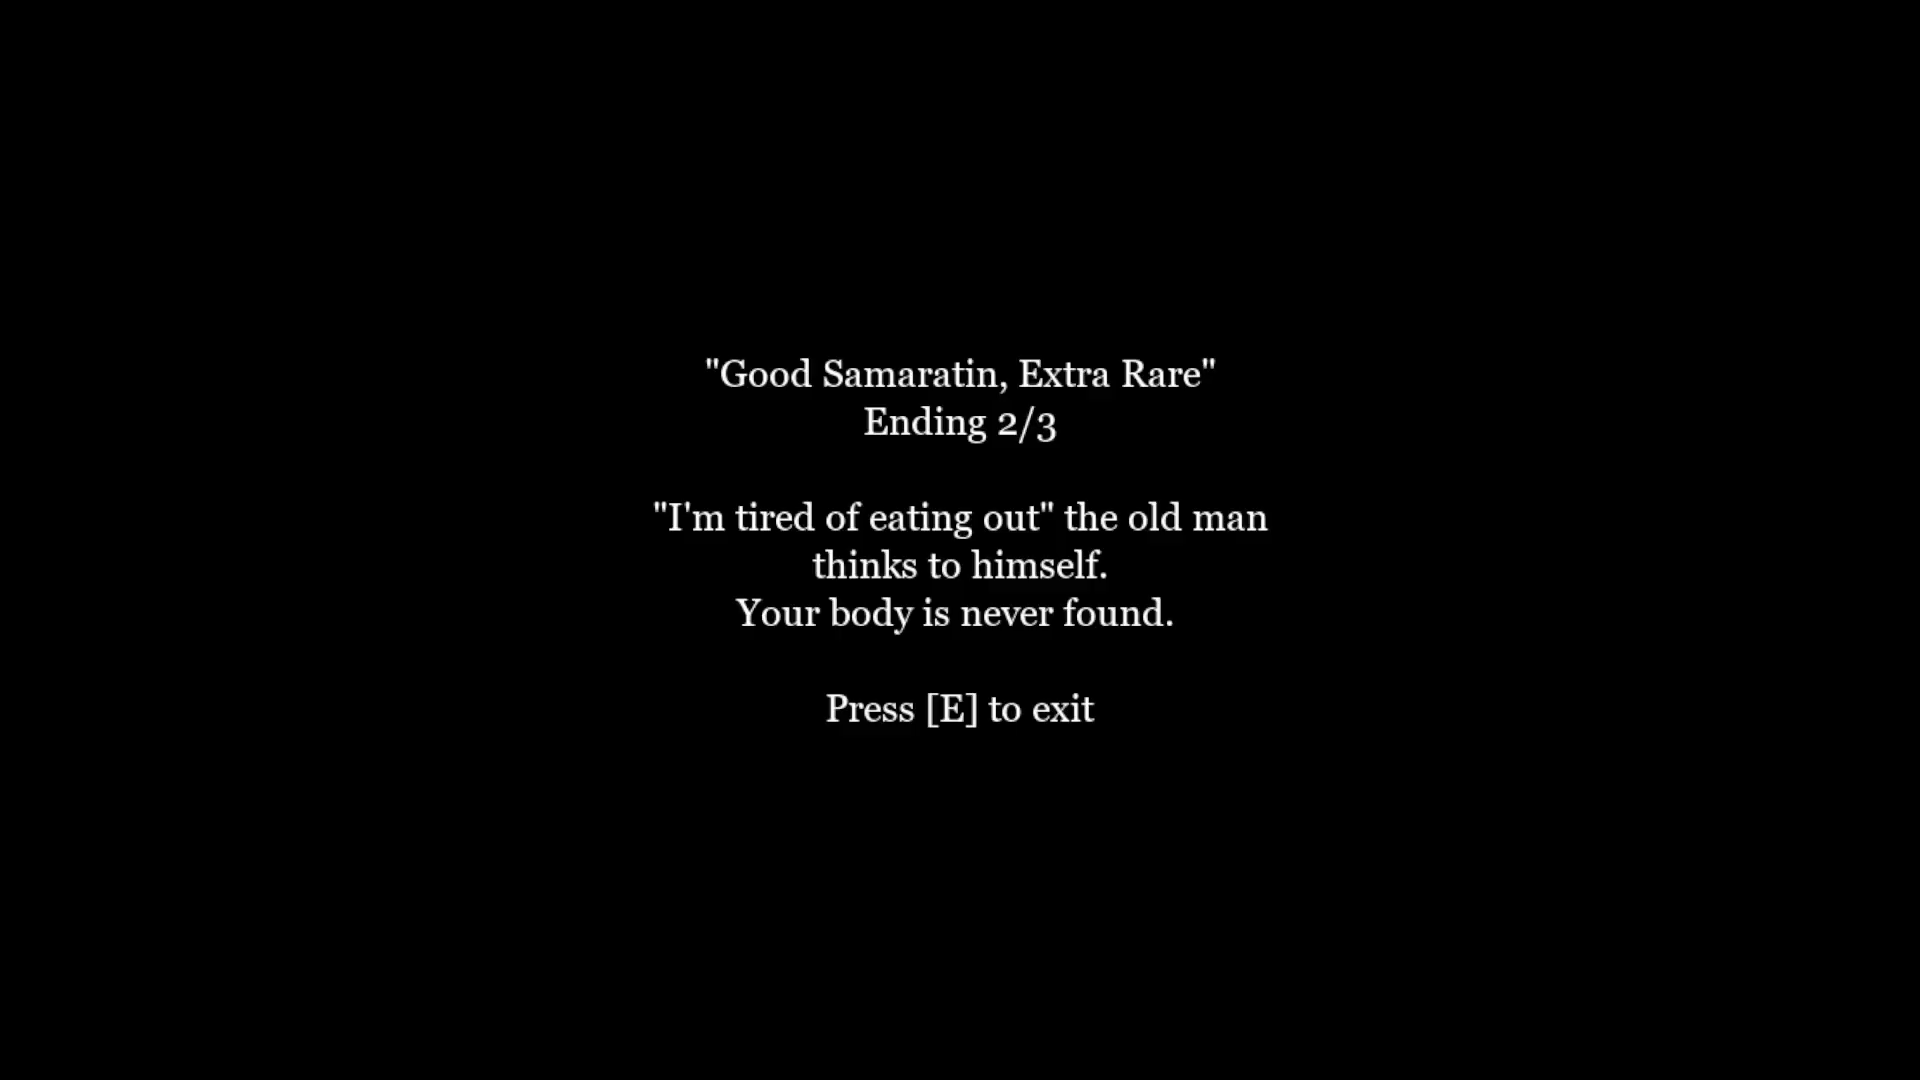 "Good Samaratin, Extra Rare"
Ending 2/3
"I'm tired of eating out" the old man
thinks to himself.
Your body is never found.
Press [E] to exit